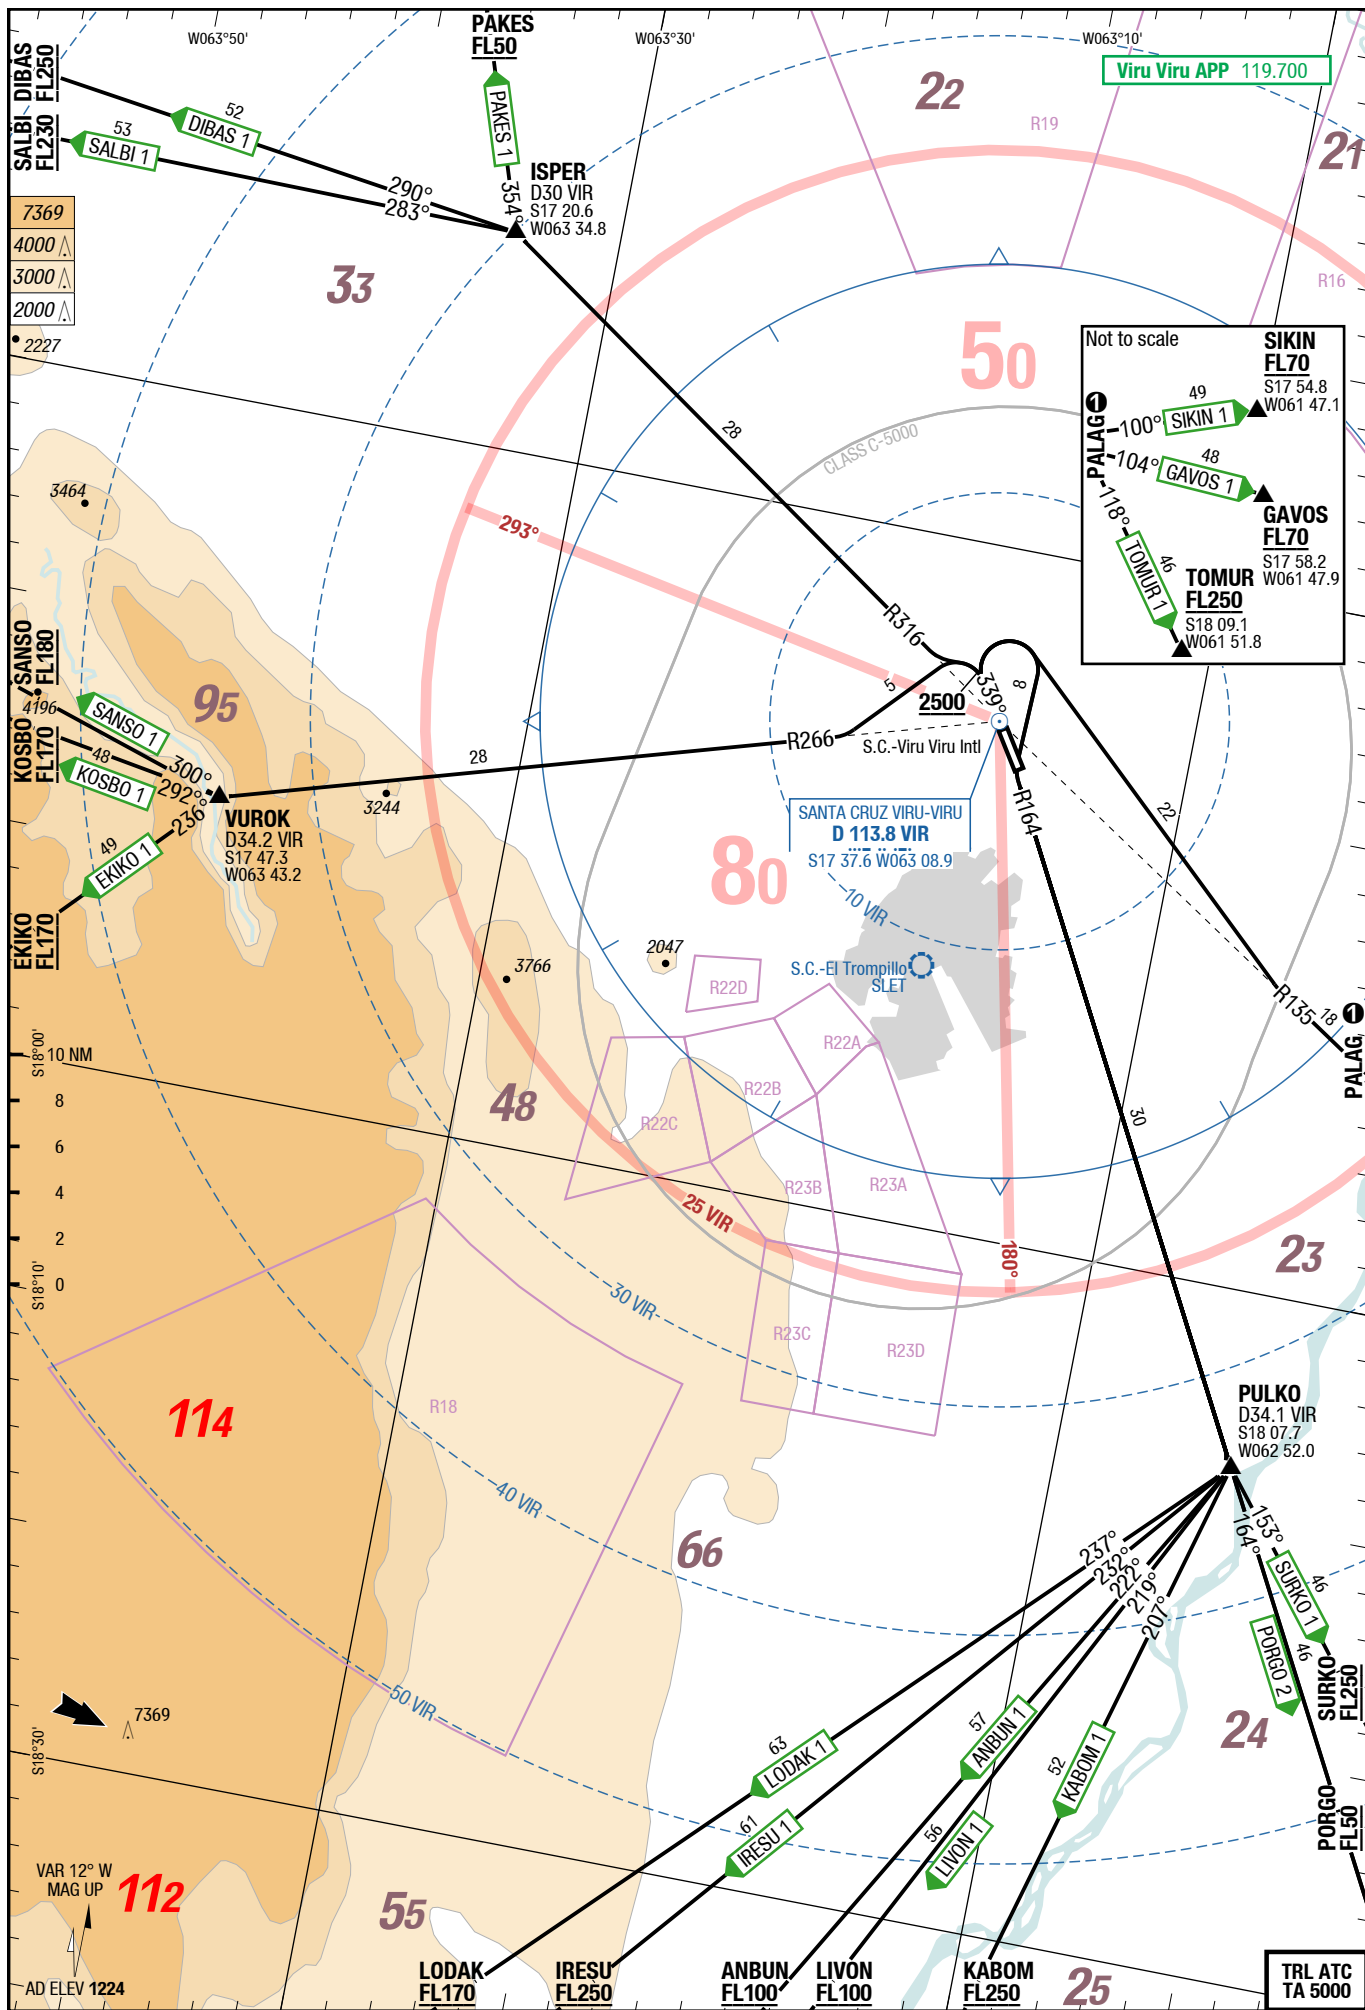 PAKES
FL50
W063°50'
W063°30'
W063°10'
Viru Viru APP 119.700
DIBAS
FL250
SALBI
FL230
52
DIBAS 1
53
SALBI 1
PAKES 1
290°
283°
354°
ISPER
D30 VIR
S17 20.6
W063 34.8
22
R19
21
R16
7369
4000
3000
2000
2227
33
50
28
CLASS C-5000
Not to scale
SIKIN
FL70
S17 54.8
W061 47.1
49
SIKIN 1
100°
PALAG 1
104°
48
GAVOS 1
GAVOS
FL70
S17 58.2
W061 47.9
118°
46
TOMUR 1
TOMUR
FL250
S18 09.1
W061 51.8
3464
293°
R316
5
339°
8
2500
SANSO
FL180
4196
KOSBO
FL170
SANSO 1
48
KOSBO 1
95
300°
292°
236°
28
R266
S.C.-Viru Viru Intl
3244
VUROK
D34.2 VIR
S17 47.3
W063 43.2
49
EKIKO 1
EKIKO
FL170
SANTA CRUZ VIRU-VIRU
D 113.8 VIR
S17 37.6 W063 08.9
R164
22
80
10 VIR
2047
3766
S.C.-El Trompillo
SLET
R22D
R22A
R22B
R22C
R135
18
PALAG 1
S18°00'
10 NM
8
6
4
2
0
S18°10'
48
30
R23B
R23A
25 VIR
180°
23
30 VIR
R23C
R23D
114
R18
PULKO
D34.1 VIR
S18 07.7
W062 52.0
40 VIR
66
237°
232°
222°
219°
207°
153°
164°
46
SURKO 1
46
PORGO 2
SURKO
FL250
50 VIR
7369
S18°30'
63
LODAK 1
57
ANBUN 1
52
KABOM 1
61
IRESU 1
56
LIVON 1
24
PORGO
FL50
VAR 12° W
MAG UP
112
55
AD ELEV 1224
LODAK
FL170
IRESU
FL250
ANBUN
FL100
LIVON
FL100
KABOM
FL250
25
TRL ATC
TA 5000